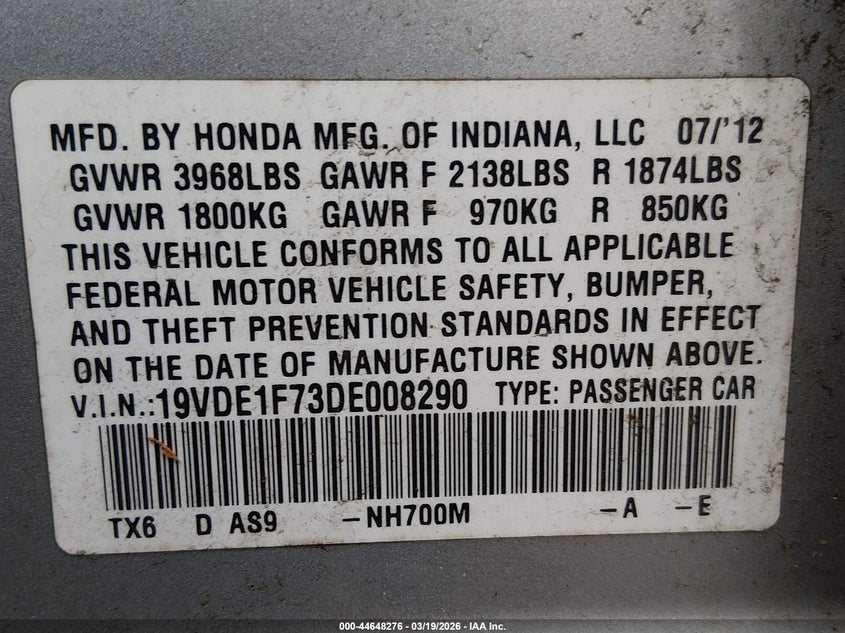 MFD. BY HONDA MFG. OF INDIANA, LLC 07/'12
GVWR 3968LBS GAWR F 2138LBS R 1874LBS
GVWR 1800KG GAWR F 970KG R 850KG
THIS VEHICLE CONFORMS TO ALL APPLICABLE
FEDERAL MOTOR VEHICLE SAFETY, BUMPER,
AND THEFT PREVENTION STANDARDS IN EFFECT
ON THE DATE OF MANUFACTURE SHOWN ABOVE.
V.I.N.:19VDE1F73DE008290 TYPE: PASSENGER CAR
TX6 D AS9 -NH700M -A -E
000-44648276 - 03/19/2026 - IAA Inc.